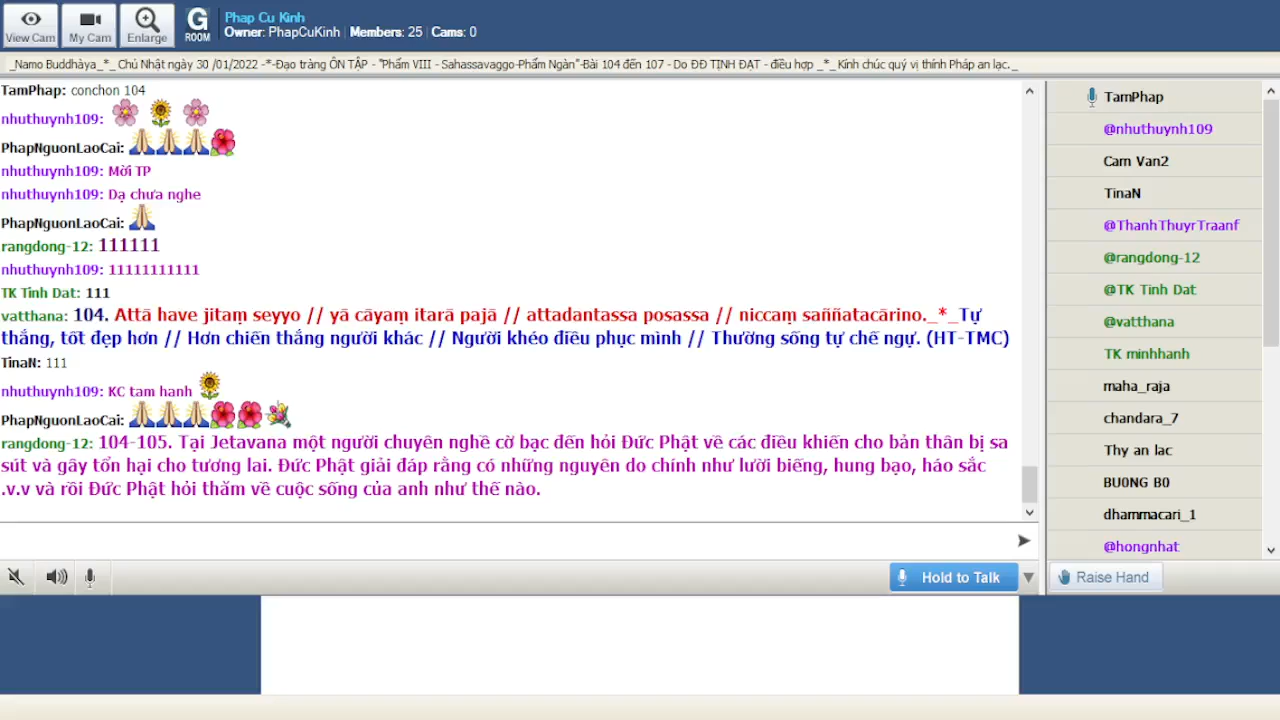 View Cam
My Cam
Enlarge
G
ROOM
Phap Cu Kinh
Owner: PhapCuKinh | Members: 25 | Cams: 0
_Namo Buddhàya_*_ Chủ Nhật ngày 30 /01/2022 -*-Đạo tràng ÔN TẬP - "Phẩm VIII - Sahassavaggo-Phẩm Ngàn"-Bài 104 đến 107 - Do ĐĐ TỊNH ĐẠT - điều hợp _*_Kính chúc quý vị thính Pháp an lạc._
TamPhap: conchon 104
nhuthuynh109:
PhapNguonLaoCai:
nhuthuynh109: Mời TP
nhuthuynh109: Dạ chưa nghe
PhapNguonLaoCai:
rangdong-12: 111111
nhuthuynh109: 11111111111
TK Tinh Dat: 111
vatthana: 104. Attā have jitaṃ seyyo // yā cāyaṃ itarā pajā // attadantassa posassa // niccaṃ saññatacārino._*_Tự
thắng, tốt đẹp hơn // Hơn chiến thắng người khác // Người khéo điều phục mình // Thường sống tự chế ngự. (HT-TMC)
TinaN: 111
nhuthuynh109: KC tam hanh
PhapNguonLaoCai:
rangdong-12: 104-105. Tại Jetavana một người chuyên nghề cờ bạc đến hỏi Đức Phật về các điều khiến cho bản thân bị sa
sút và gây tổn hại cho tương lai. Đức Phật giải đáp rằng có những nguyên do chính như lười biếng, hung bạo, háo sắc
.v.v và rồi Đức Phật hỏi thăm về cuộc sống của anh như thế nào.
TamPhap
@nhuthuynh109
Cam Van2
TinaN
@ThanhThuyrTraanf
@rangdong-12
@TK Tinh Dat
@vatthana
TK minhhanh
maha_raja
chandara_7
Thy an lac
BU0NG B0
dhammacari_1
@hongnhat
Hold to Talk
Raise Hand